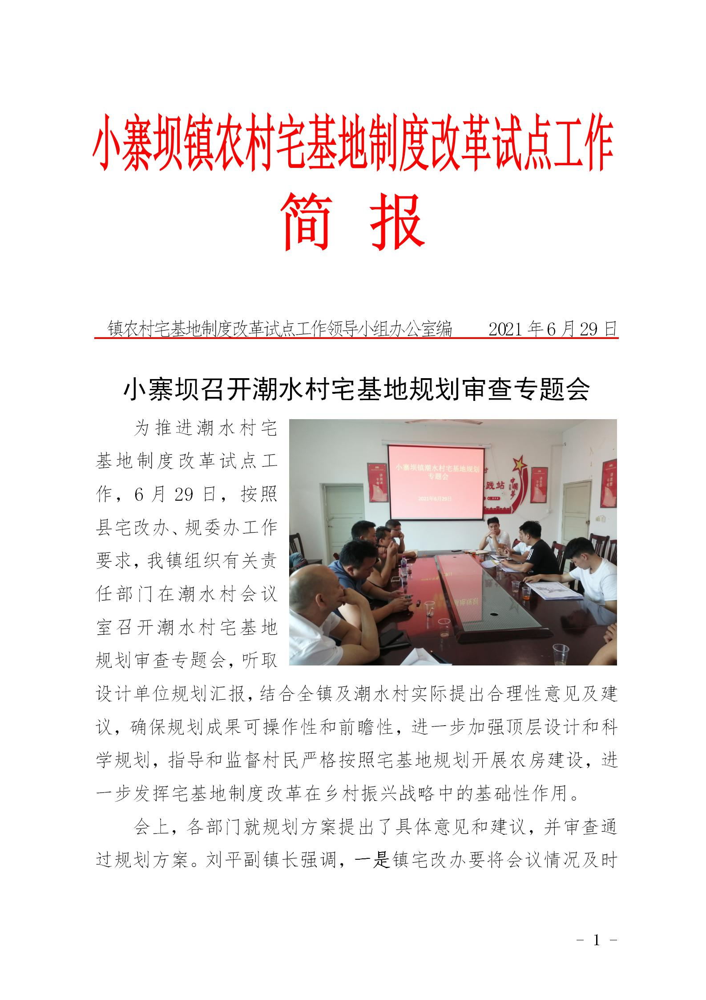 小寨坝镇农村宅基地制度改革试点工作
简 报
镇农村宅基地制度改革试点工作领导小组办公室编 2021 年 6 月 29 日
小寨坝召开潮水村宅基地规划审查专题会
为推进潮水村宅
基地制度改革试点工
作，6 月 29 日，按照
县宅改办、规委办工作
要求，我镇组织有关责
任部门在潮水村会议
室召开潮水村宅基地
规划审查专题会，听取
小寨坝镇潮水村宅基地规划
专题会
2021年6月29日
践站
中国梦
设计单位规划汇报，结合全镇及潮水村实际提出合理性意见及建
议，确保规划成果可操作性和前瞻性，进一步加强顶层设计和科
学规划，指导和监督村民严格按照宅基地规划开展农房建设，进
一步发挥宅基地制度改革在乡村振兴战略中的基础性作用。
会上，各部门就规划方案提出了具体意见和建议，并审查通
过规划方案。刘平副镇长强调，一是镇宅改办要将会议情况及时
- 1 -